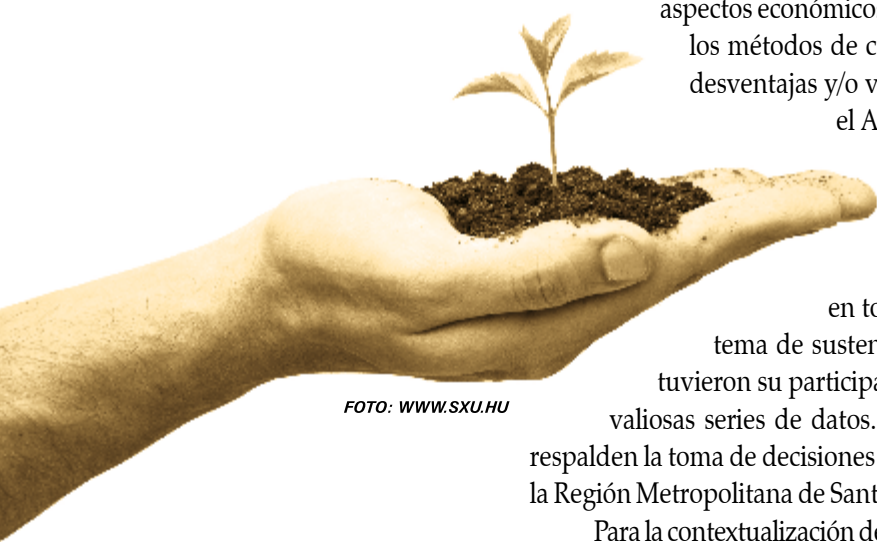 aspectos económicos
los métodos de c
desventajas y/o v
el A
en to
tema de susten
tuvieron su participa
valiosas series de datos.
respalden la toma de decisiones
la Región Metropolitana de Sant
Para la contextualización de
FOTO: WWW.SXU.HU